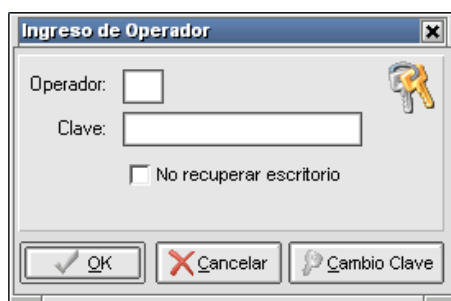 Ingreso de Operador
Operador:
Clave:
No recuperar escritorio
OK
Cancelar
Cambio Clave